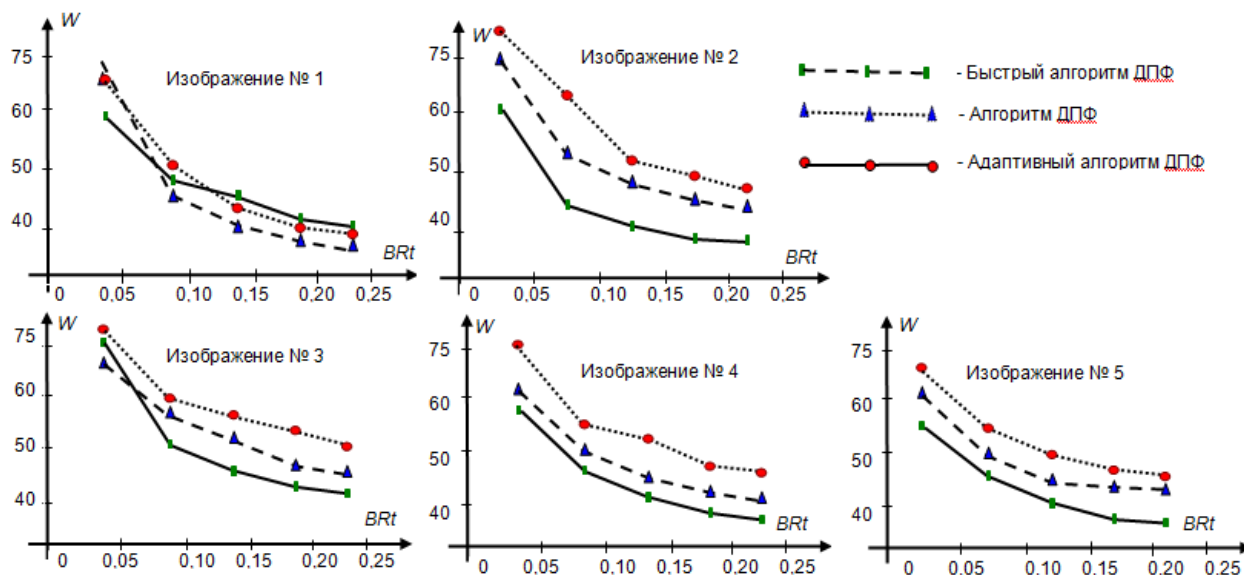 W
75
60
50
40
Изображение № 1
BRt
0
0,05
0,10
0,15
0,20
0,25
W
75
60
50
40
Изображение № 2
BRt
0
0,05
0,10
0,15
0,20
0,25
- Быстрый алгоритм ДПФ
- Алгоритм ДПФ
- Адаптивный алгоритм ДПФ
W
75
60
50
40
Изображение № 3
BRt
0
0,05
0,10
0,15
0,20
0,25
W
75
60
50
40
Изображение № 4
BRt
0
0,05
0,10
0,15
0,20
0,25
W
75
60
50
40
Изображение № 5
BRt
0
0,05
0,10
0,15
0,20
0,25